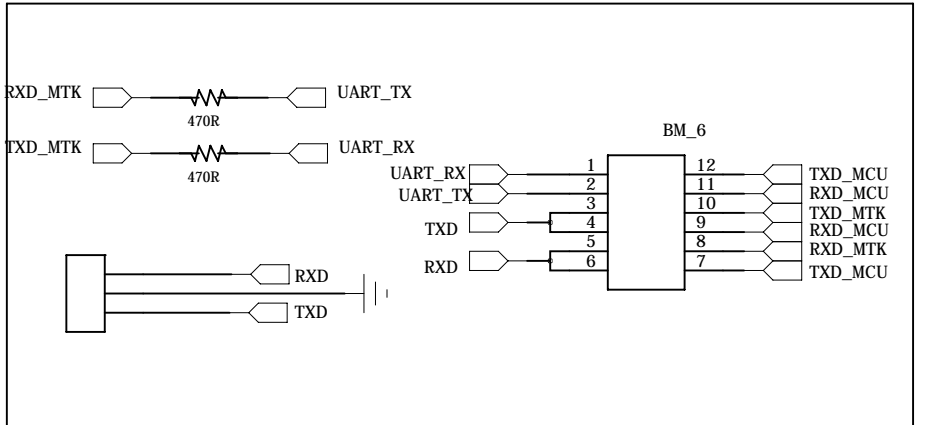 RXD_MTK
UART_TX
470R
TXD_MTK
UART_RX
470R
RXD
TXD
BM_6
UART_RX
1
12
TXD_MCU
UART_TX
2
11
RXD_MCU
3
10
TXD_MTK
TXD
4
9
RXD_MCU
5
8
RXD_MTK
RXD
6
7
TXD_MCU